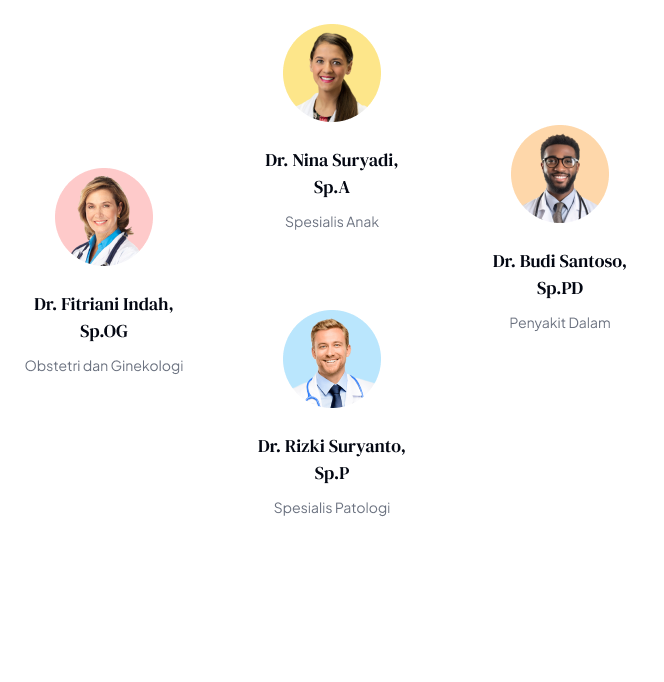 Dr. Nina Suryadi,
Sp.A
Spesialis Anak
Dr. Budi Santoso,
Sp.PD
Penyakit Dalam
Dr. Fitriani Indah,
Sp.OG
Obstetri dan Ginekologi
Dr. Rizki Suryanto,
Sp.P
Spesialis Patologi